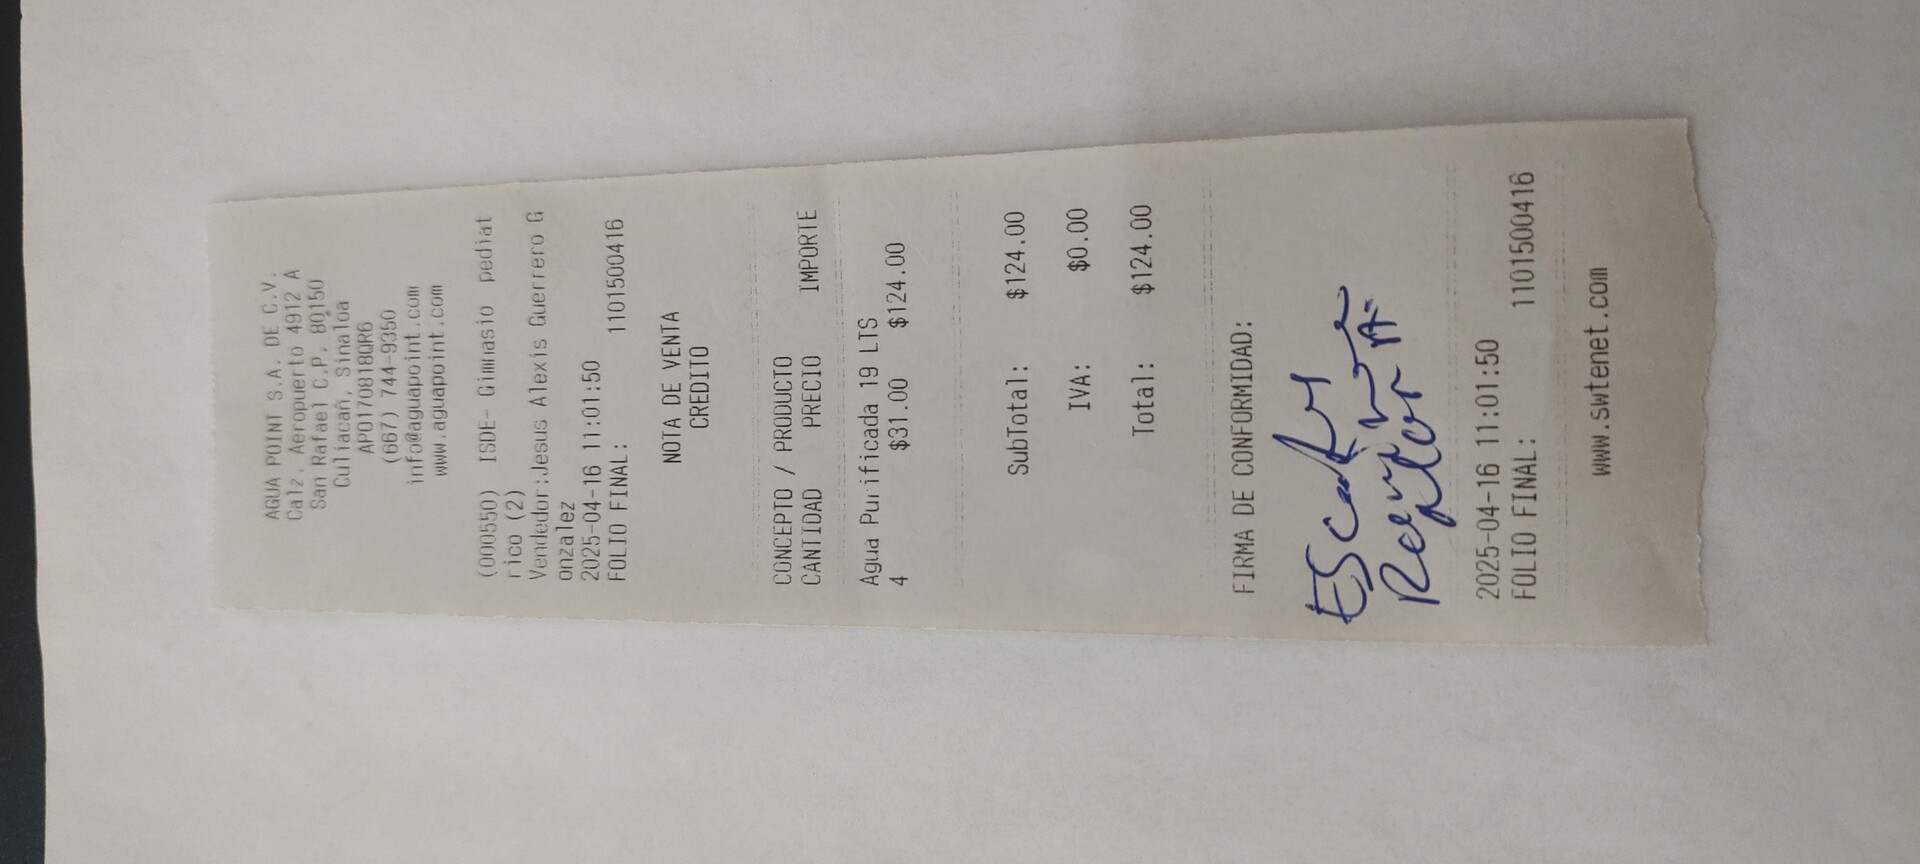 AGUA POINT S.A. DE C.V.
Calz. Aeropuerto 4912 A
San Rafael C.P. 80150
Culiacan, Sinaloa
APO170818QR6
(667) 744-9350
info@aguapoint.com
www.aguapoint.com
(000550) ISDE- Gimnasio pediat
rico (2)
Vendedor:Jesus Alexis Guerrero G
onzalez
2025-04-16 11:01:50
FOLIO FINAL: 1101500416
NOTA DE VENTA
CREDITO
CONCEPTO / PRODUCTO
CANTIDAD PRECIO IMPORTE
Agua Purificada 19 LTS
4 $31.00 $124.00
SubTotal: $124.00
IVA: $0.00
Total: $124.00
FIRMA DE CONFORMIDAD:
2025-04-16 11:01:50
FOLIO FINAL: 1101500416
www.swtenet.com